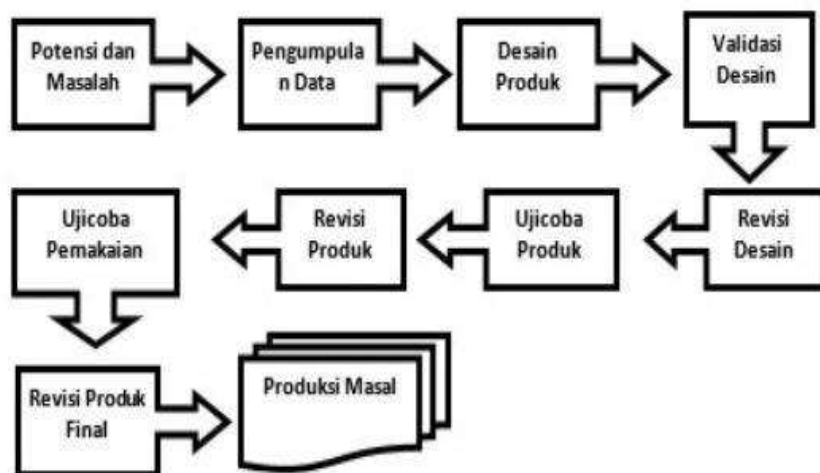 Potensi dan
Masalah
Pengumpula
n Data
Desain
Produk
Validasi
Desain
Revisi
Desain
Ujicoba
Produk
Revisi
Produk
Ujicoba
Pemakaian
Revisi Produk
Final
Produksi Masal